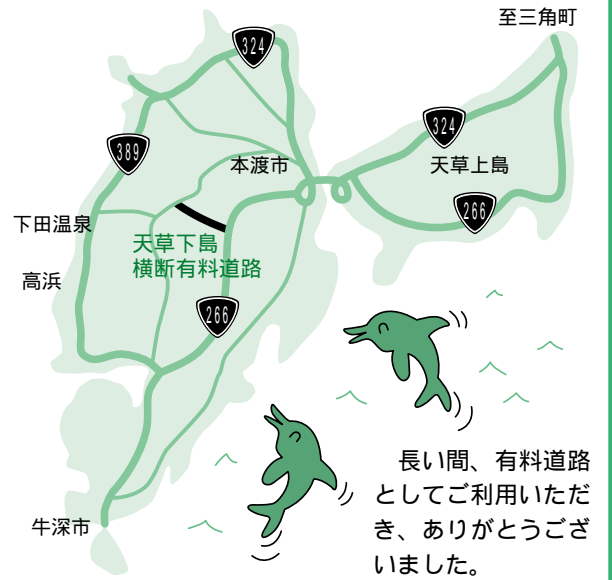 至三角町
324
324
389
本渡市
天草上島
266
下田温泉
天草下島
横断有料道路
高浜
266
長い間、有料道路
としてご利用いただ
き、ありがとうござ
いました。
牛深市